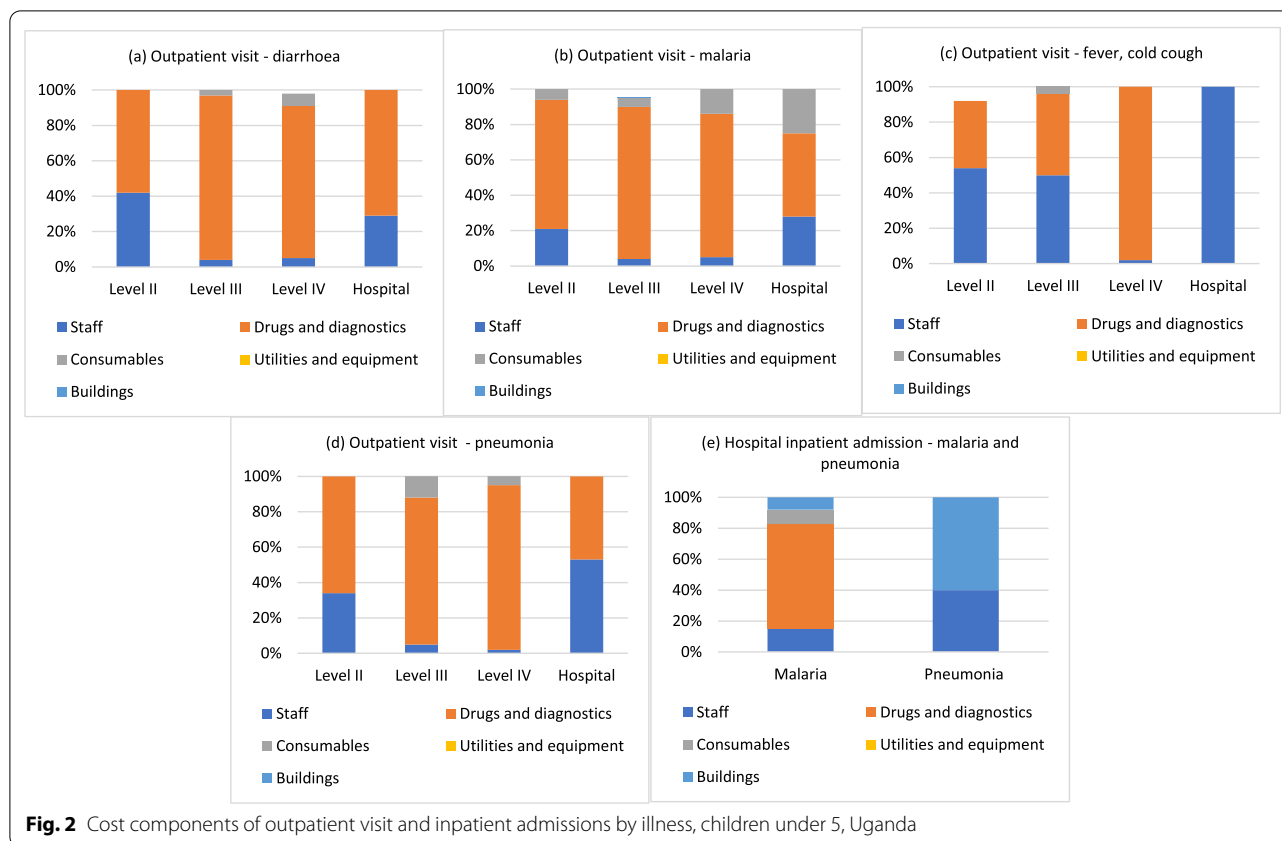 (a) Outpatient visit - diarrhoea
100%
80%
60%
40%
20%
0%
Level II Level III Level IV Hospital
Staff Drugs and diagnostics
Consumables Utilities and equipment
Buildings
(b) Outpatient visit - malaria
100%
80%
60%
40%
20%
0%
Level II Level III Level IV Hospital
Staff Drugs and diagnostics
Consumables Utilities and equipment
Buildings
(c) Outpatient visit - fever, cold cough
100%
80%
60%
40%
20%
0%
Level II Level III Level IV Hospital
Staff Drugs and diagnostics
Consumables Utilities and equipment
Buildings
(d) Outpatient visit - pneumonia
100%
80%
60%
40%
20%
0%
Level II Level III Level IV Hospital
Staff Drugs and diagnostics
Consumables Utilities and equipment
Buildings
(e) Hospital inpatient admission - malaria and
pneumonia
100%
80%
60%
40%
20%
0%
Malaria Pneumonia
Staff Drugs and diagnostics
Consumables Utilities and equipment
Buildings
Fig. 2 Cost components of outpatient visit and inpatient admissions by illness, children under 5, Uganda